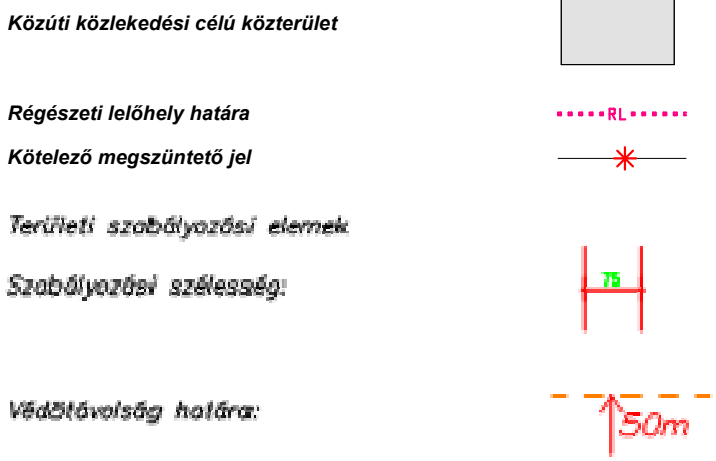 Közúti közlekedési célú közterület
Régészeti lelőhely határa
RL
Kötelező megszüntető jel
Területi szabályozási elemek
Szabályozási szélesség:
75
Védőtávolság határa:
50m